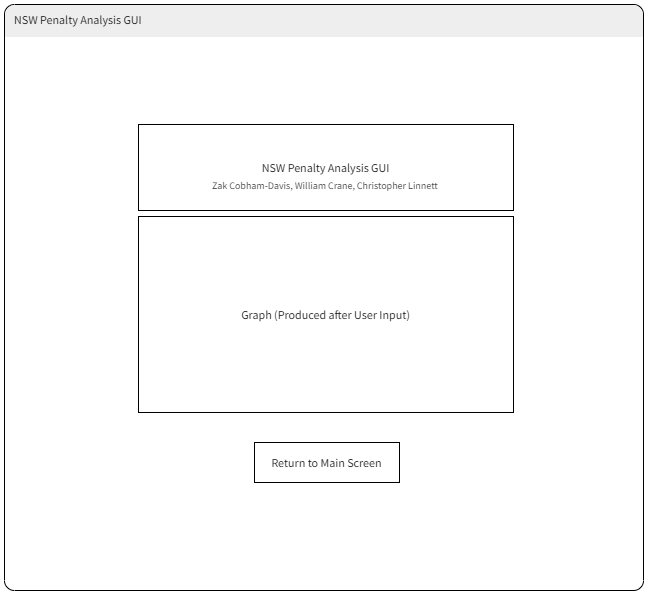 NSW Penalty Analysis GUI
NSW Penalty Analysis GUI
Zak Cobham-Davis, William Crane, Christopher Linnett
Graph (Produced after User Input)
Return to Main Screen